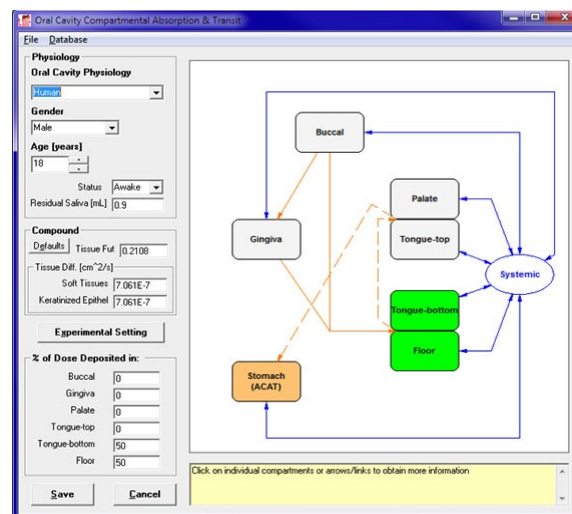 Oral Cavity Compartmental Absorption & Transit
File Database
Physiology
Oral Cavity Physiology
Human
Gender
Male
Age [years]
18
Status Awake
Residual Saliva [mL] 0.9
Compound
Defaults Tissue Fut 0.2108
Tissue Diff. [cm^2/s]
Soft Tissues 7.061E-7
Keratinized Epithel 7.061E-7
Experimental Setting
% of Dose Deposited in:
Buccal 0
Gingiva 0
Palate 0
Tongue-top 0
Tongue-bottom 50
Floor 50
Save Cancel
Buccal
Palate
Gingiva
Tongue-top
Systemic
Tongue-bottom
Floor
Stomach
(ACAT)
Click on individual compartments or arrows/links to obtain more information